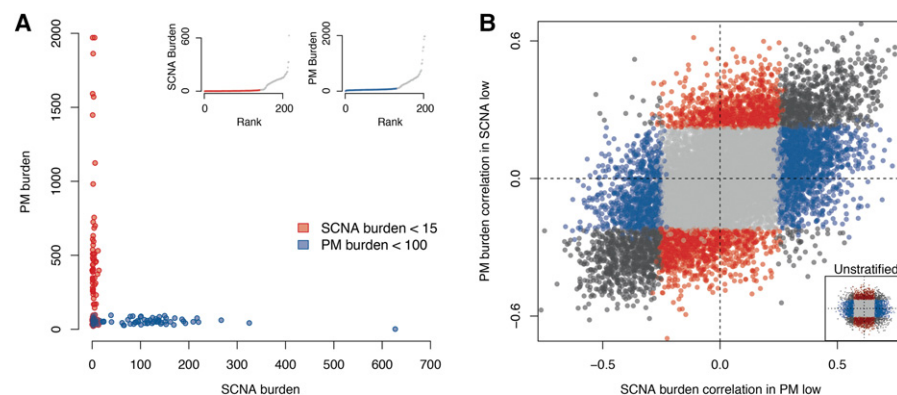 A
PM burden
2000
1500
1000
500
0
0
100
200
300
400
500
600
700
SCNA burden
SCNA Burden
600
0
0
200
Rank
PM Burden
2000
0
0
200
Rank
SCNA burden < 15
PM burden < 100
B
PM burden correlation in SCNA low
0.6
0.0
−0.6
−0.5
0.0
0.5
SCNA burden correlation in PM low
Unstratified